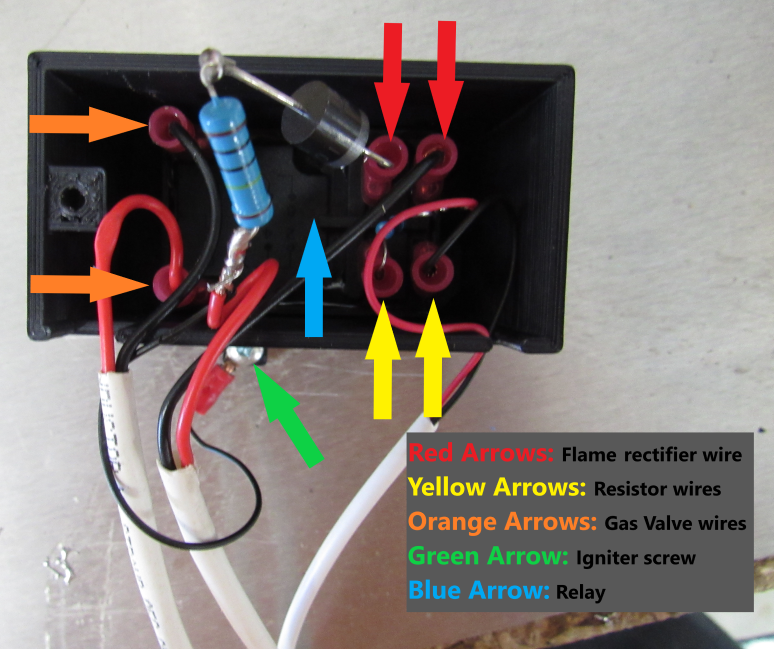 Red Arrows: Flame rectifier wire
Yellow Arrows: Resistor wires
Orange Arrows: Gas Valve wires
Green Arrow: Igniter screw
Blue Arrow: Relay